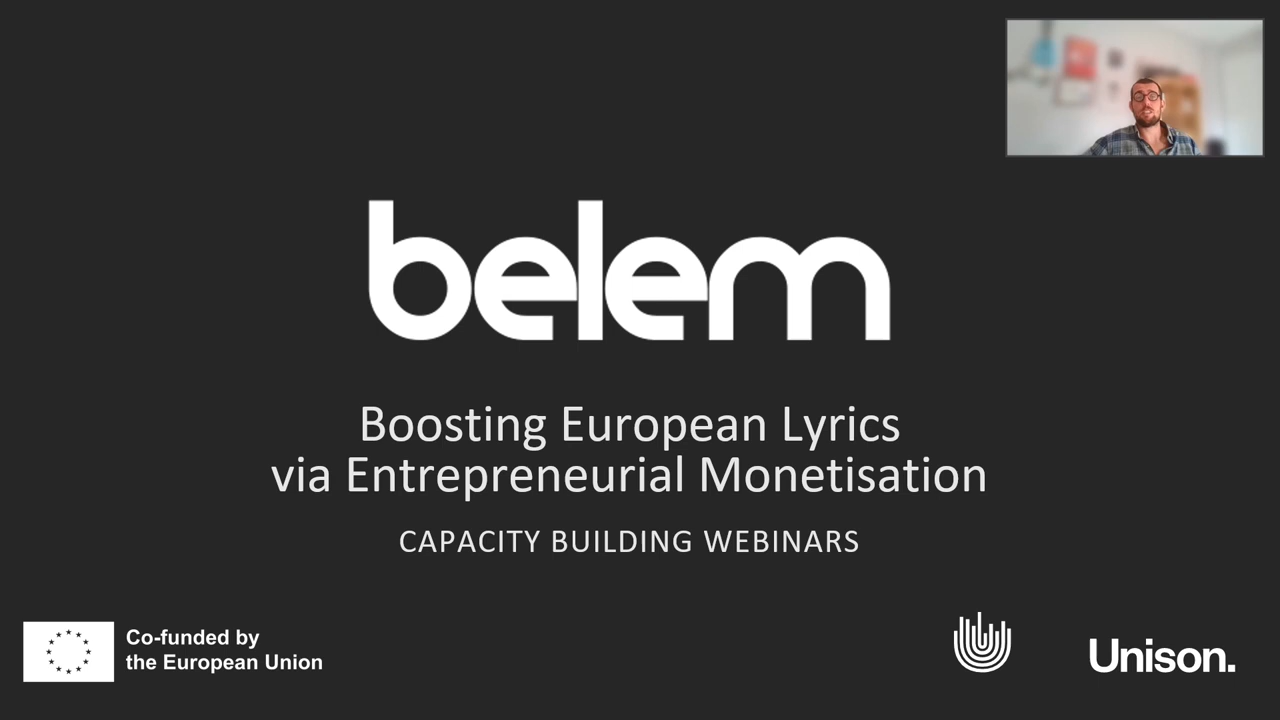 belem
Boosting European Lyrics
via Entrepreneurial Monetisation
CAPACITY BUILDING WEBINARS
Co-funded by
the European Union
Unison.